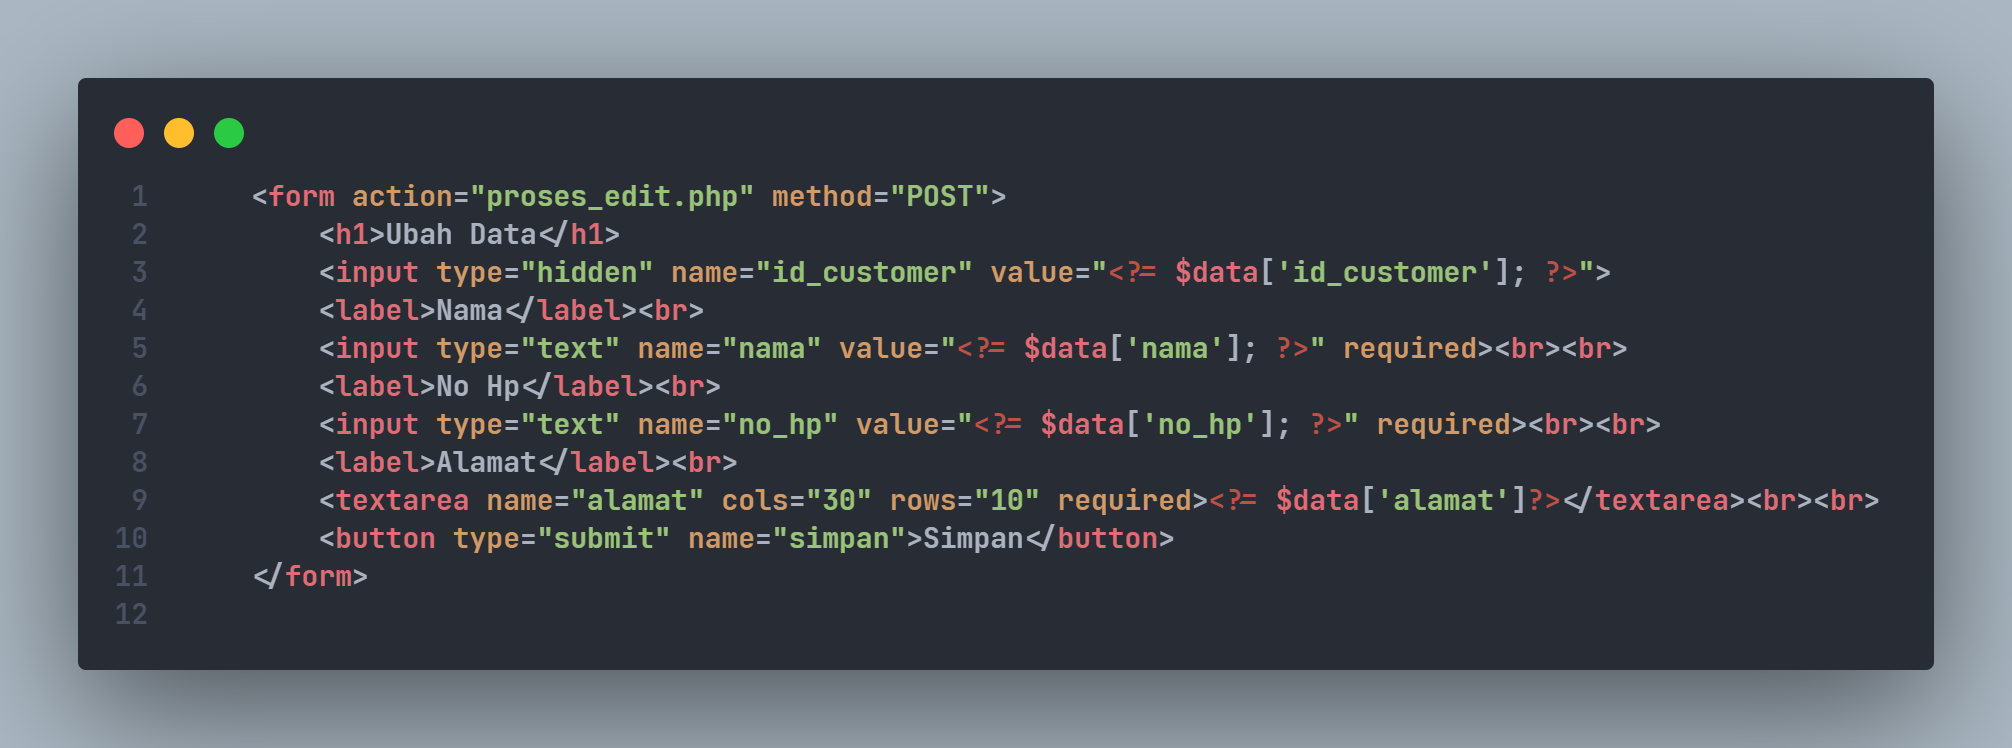 1 <form action="proses_edit.php" method="POST">
2 <h1>Ubah Data</h1>
3 <input type="hidden" name="id_customer" value="<?= $data['id_customer']; ?>">
4 <label>Nama</label><br>
5 <input type="text" name="nama" value="<?= $data['nama']; ?>" required><br><br>
6 <label>No Hp</label><br>
7 <input type="text" name="no_hp" value="<?= $data['no_hp']; ?>" required><br><br>
8 <label>Alamat</label><br>
9 <textarea name="alamat" cols="30" rows="10" required><?= $data['alamat']?></textarea><br><br>
10 <button type="submit" name="simpan">Simpan</button>
11 </form>
12